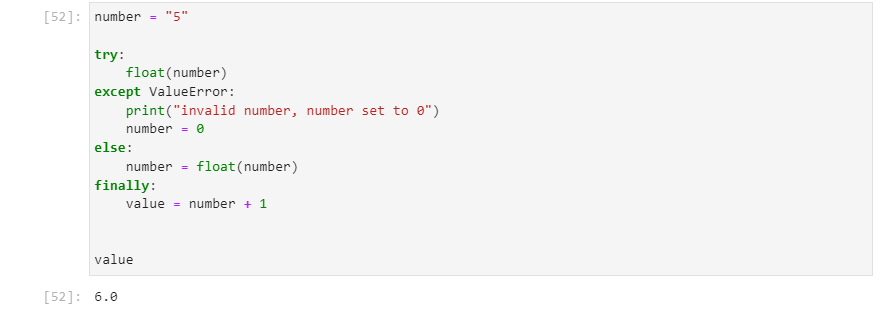 [52]: number = "5"
try:
    float(number)
except ValueError:
    print("invalid number, number set to 0")
    number = 0
else:
    number = float(number)
finally:
    value = number + 1
value
[52]: 6.0